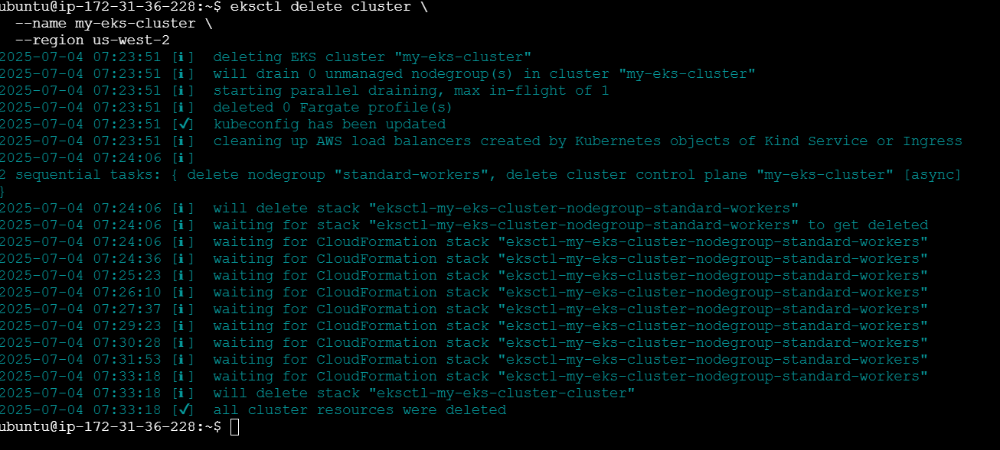 ubuntu@ip-172-31-36-228:~$ eksctl delete cluster \
  --name my-eks-cluster \
  --region us-west-2
2025-07-04 07:23:51 [ℹ]  deleting EKS cluster "my-eks-cluster"
2025-07-04 07:23:51 [ℹ]  will drain 0 unmanaged nodegroup(s) in cluster "my-eks-cluster"
2025-07-04 07:23:51 [ℹ]  starting parallel draining, max in-flight of 1
2025-07-04 07:23:51 [ℹ]  deleted 0 Fargate profile(s)
2025-07-04 07:23:51 [✔]  kubeconfig has been updated
2025-07-04 07:23:51 [ℹ]  cleaning up AWS load balancers created by Kubernetes objects of Kind Service or Ingress
2025-07-04 07:24:06 [ℹ]
2 sequential tasks: { delete nodegroup "standard-workers", delete cluster control plane "my-eks-cluster" [async]
}
2025-07-04 07:24:06 [ℹ]  will delete stack "eksctl-my-eks-cluster-nodegroup-standard-workers"
2025-07-04 07:24:06 [ℹ]  waiting for stack "eksctl-my-eks-cluster-nodegroup-standard-workers" to get deleted
2025-07-04 07:24:06 [ℹ]  waiting for CloudFormation stack "eksctl-my-eks-cluster-nodegroup-standard-workers"
2025-07-04 07:24:36 [ℹ]  waiting for CloudFormation stack "eksctl-my-eks-cluster-nodegroup-standard-workers"
2025-07-04 07:25:23 [ℹ]  waiting for CloudFormation stack "eksctl-my-eks-cluster-nodegroup-standard-workers"
2025-07-04 07:26:10 [ℹ]  waiting for CloudFormation stack "eksctl-my-eks-cluster-nodegroup-standard-workers"
2025-07-04 07:27:37 [ℹ]  waiting for CloudFormation stack "eksctl-my-eks-cluster-nodegroup-standard-workers"
2025-07-04 07:29:23 [ℹ]  waiting for CloudFormation stack "eksctl-my-eks-cluster-nodegroup-standard-workers"
2025-07-04 07:30:28 [ℹ]  waiting for CloudFormation stack "eksctl-my-eks-cluster-nodegroup-standard-workers"
2025-07-04 07:31:53 [ℹ]  waiting for CloudFormation stack "eksctl-my-eks-cluster-nodegroup-standard-workers"
2025-07-04 07:33:18 [ℹ]  waiting for CloudFormation stack "eksctl-my-eks-cluster-nodegroup-standard-workers"
2025-07-04 07:33:18 [ℹ]  will delete stack "eksctl-my-eks-cluster-cluster"
2025-07-04 07:33:18 [✔]  all cluster resources were deleted
ubuntu@ip-172-31-36-228:~$